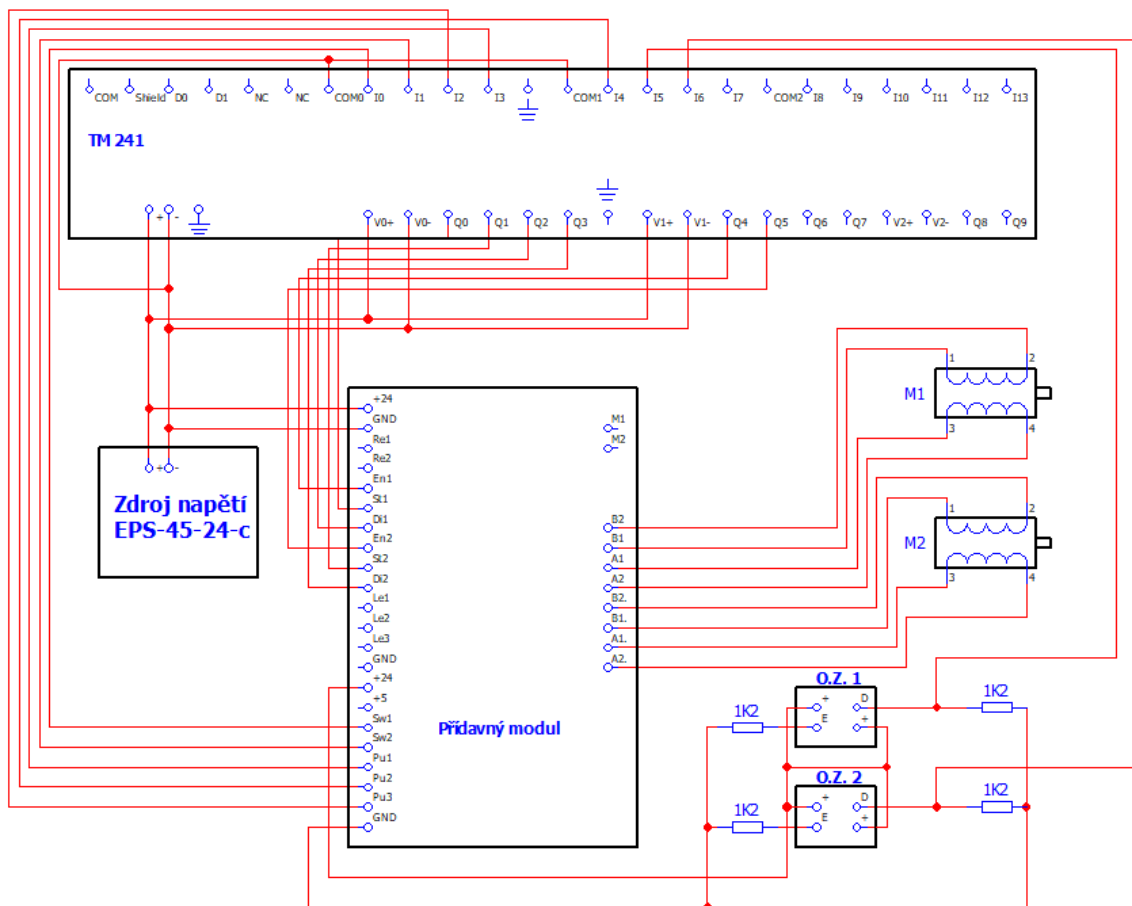 COM Shield D0 D1 NC NC COM0 I0 I1 I2 I3 COM1 I4 I5 I6 I7 COM2 I8 I9 I10 I11 I12 I13
TM 241
+ - V0+ V0- Q0 Q1 Q2 Q3 V1+ V1- Q4 Q5 Q6 Q7 V2+ V2- Q8 Q9
Zdroj napětí
EPS-45-24-c
+ -
+24
GND
Re1
Re2
En1
St1
Di1
En2
St2
Di2
Le1
Le2
Le3
GND
+24
+5
Sw1
Sw2
Pu1
Pu2
Pu3
GND
Přídavný modul
M1
M2
B2
B1
A1
A2
B2.
B1.
A1.
A2.
1 2
M1
3 4
1 2
M2
3 4
O.Z. 1
+ D
E +
1K2
1K2
O.Z. 2
+ D
E +
1K2
1K2